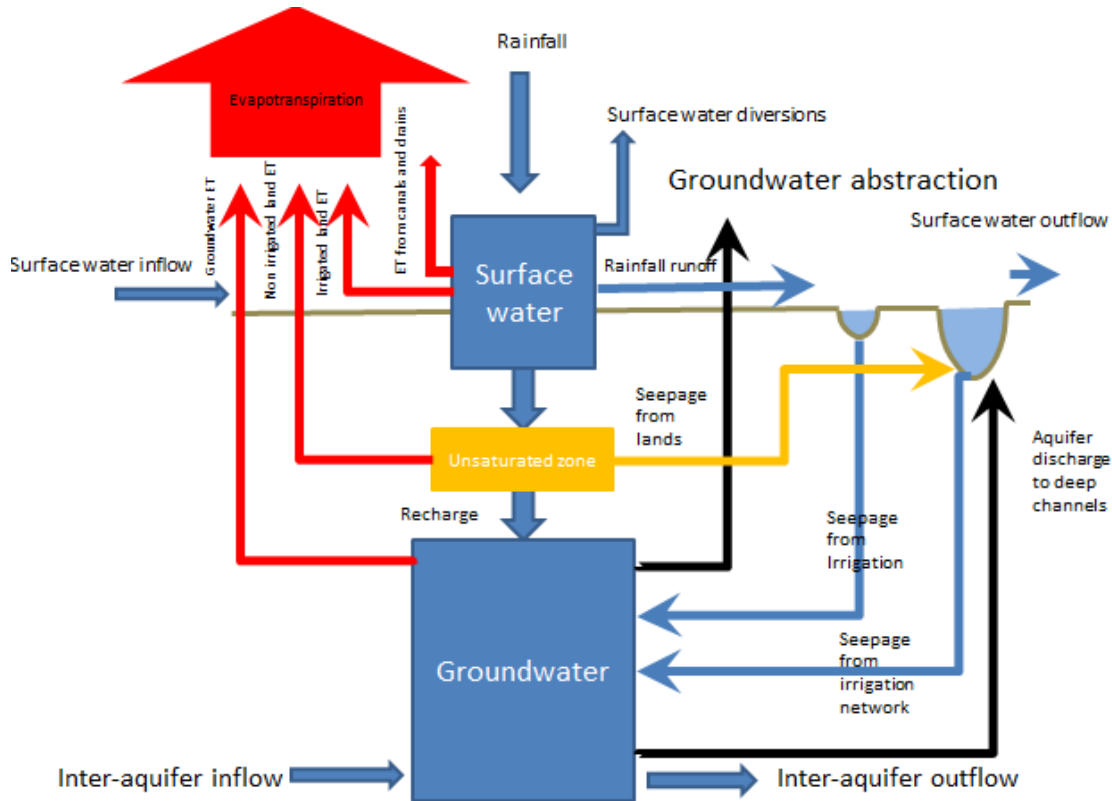 Rainfall
Evapotranspiration
Surface water diversions
Groundwater abstraction
Groundwater ET
Non irrigated land ET
Irrigated land ET
ET from canals and drains
Surface water outflow
Surface water inflow
Surface
water
Rainfall runoff
Seepage
from
lands
Unsaturated zone
Aquifer
discharge
to deep
channels
Recharge
Seepage
from
Irrigation
Groundwater
Seepage
from
irrigation
network
Inter-aquifer inflow
Inter-aquifer outflow